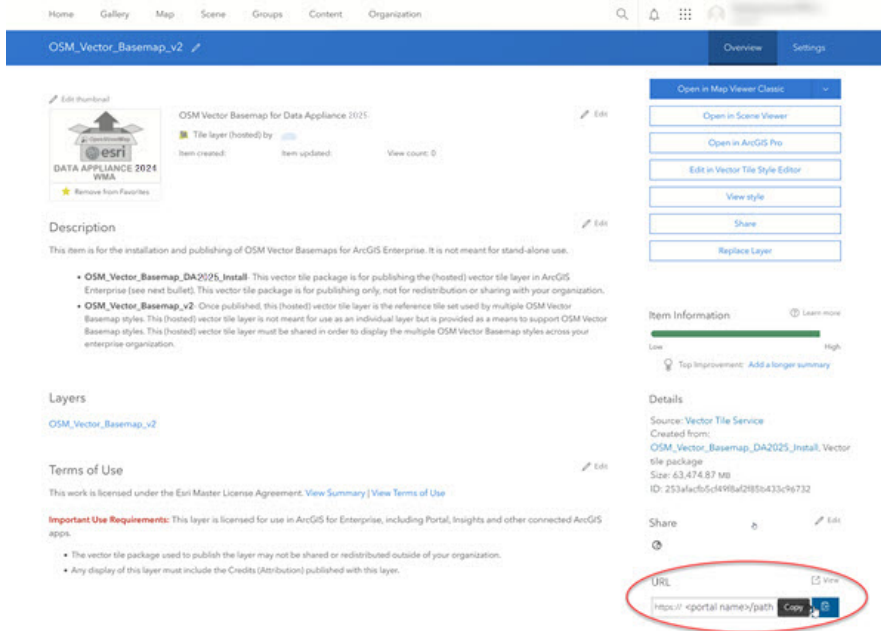 Home Gallery Map Scene Groups Content Organization
OSM_Vector_Basemap_v2 Overview Settings
Edit thumbnail
OpenStreetMap
esri
DATA APPLIANCE 2024
WMA
Remove from Favorites
OSM Vector Basemap for Data Appliance 2025. Edit
Tile layer (hosted) by
Item created: Item updated: View count: 0
Description Edit
This item is for the installation and publishing of OSM Vector Basemaps for ArcGIS Enterprise. It is not meant for stand-alone use.
• OSM_Vector_Basemap_DA2025_Install- This vector tile package is for publishing the (hosted) vector tile layer in ArcGIS
Enterprise (see next bullet). This vector tile package is for publishing only, not for redistribution or sharing with your organization.
• OSM_Vector_Basemap_v2- Once published, this (hosted) vector tile layer is the reference tile set used by multiple OSM Vector
Basemap styles. This (hosted) vector tile layer is not meant for use as an individual layer but is provided as a means to support OSM Vector
Basemap styles. This (hosted) vector tile layer must be shared in order to display the multiple OSM Vector Basemap styles across your
enterprise organization.
Layers
OSM_Vector_Basemap_v2
Terms of Use Edit
This work is licensed under the Esri Master License Agreement. View Summary | View Terms of Use
Important Use Requirements: This layer is licensed for use in ArcGIS for Enterprise, including Portal, Insights and other connected ArcGIS
apps.
• The vector tile package used to publish the layer may not be shared or redistributed outside of your organization.
• Any display of this layer must include the Credits (Attribution) published with this layer.
Open in Map Viewer Classic
Open in Scene Viewer
Open in ArcGIS Pro
Edit in Vector Tile Style Editor
View style
Share
Replace Layer
Item Information Learn more
Low High
Top Improvement: Add a longer summary
Details
Source: Vector Tile Service
Created from:
OSM_Vector_Basemap_DA2025_Install, Vector
tile package
Size: 63,474.87 MB
ID: 253afacfb5cf49f8af2f85b433c96732
Share Edit
URL View
https:// <portal name>/path Copy